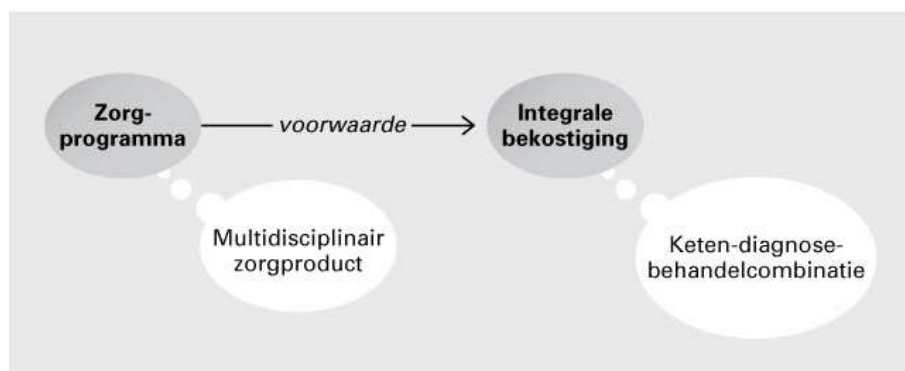 Zorg-
programma
voorwaarde
Integrale
bekostiging
Multidisciplinair
zorgproduct
Keten-diagnose-
behandelcombinatie